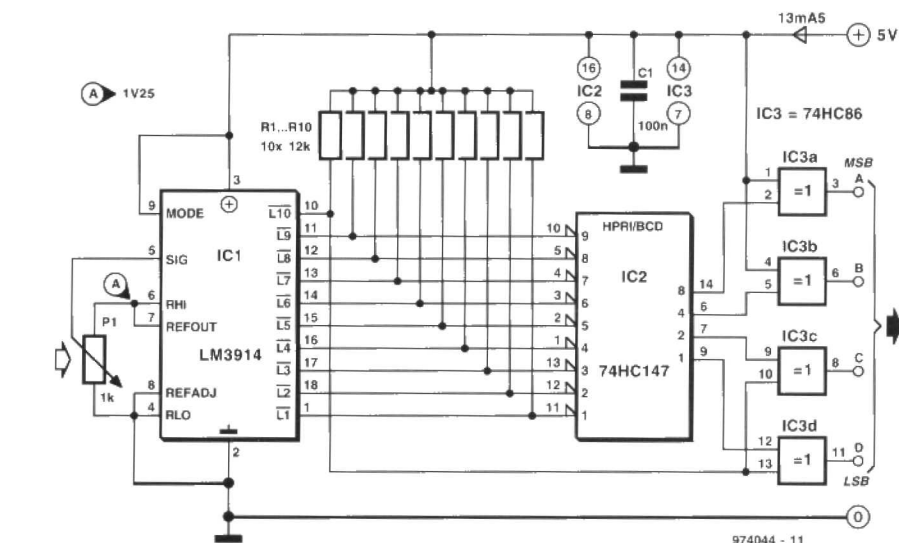 13mA5
5V
A 1V25
16 C1 14
R1...R10
10x 12k
IC2 IC3
8 7
100n
IC3 = 74HC86
IC3a
MSB
1 =1 3 A
2
3
9 MODE L10 10
IC1 L9 11
5 SIG L8 12
A L7 13
6 RHI L6 14
P1
7 REFOUT L5 15
LM3914 L4 16
L3 17
1k
8 REFADJ L2 18
4 RLO L1 1
2
HPRI/BCD
10 9
5 8
IC2
4 7 8 14
3 6 4 6
2 5 2 7
1 4 1 9
13 3 74HC147
12 2
11 1
IC3b
4 =1 6 B
5
IC3c
9 =1 8 C
10
IC3d
12 =1 11 D
13
LSB
0
974044 - 11